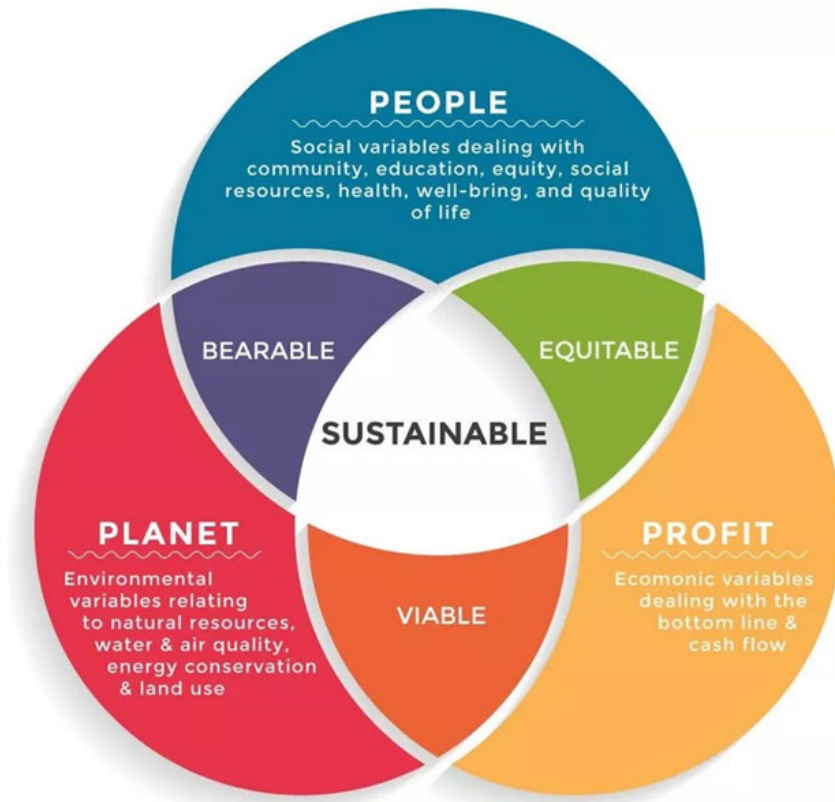 PEOPLE
Social variables dealing with
community, education, equity, social
resources, health, well-bring, and quality
of life
BEARABLE
EQUITABLE
SUSTAINABLE
PLANET
Environmental
variables relating
to natural resources,
water & air quality,
energy conservation
& land use
PROFIT
Ecomonic variables
dealing with the
bottom line &
cash flow
VIABLE